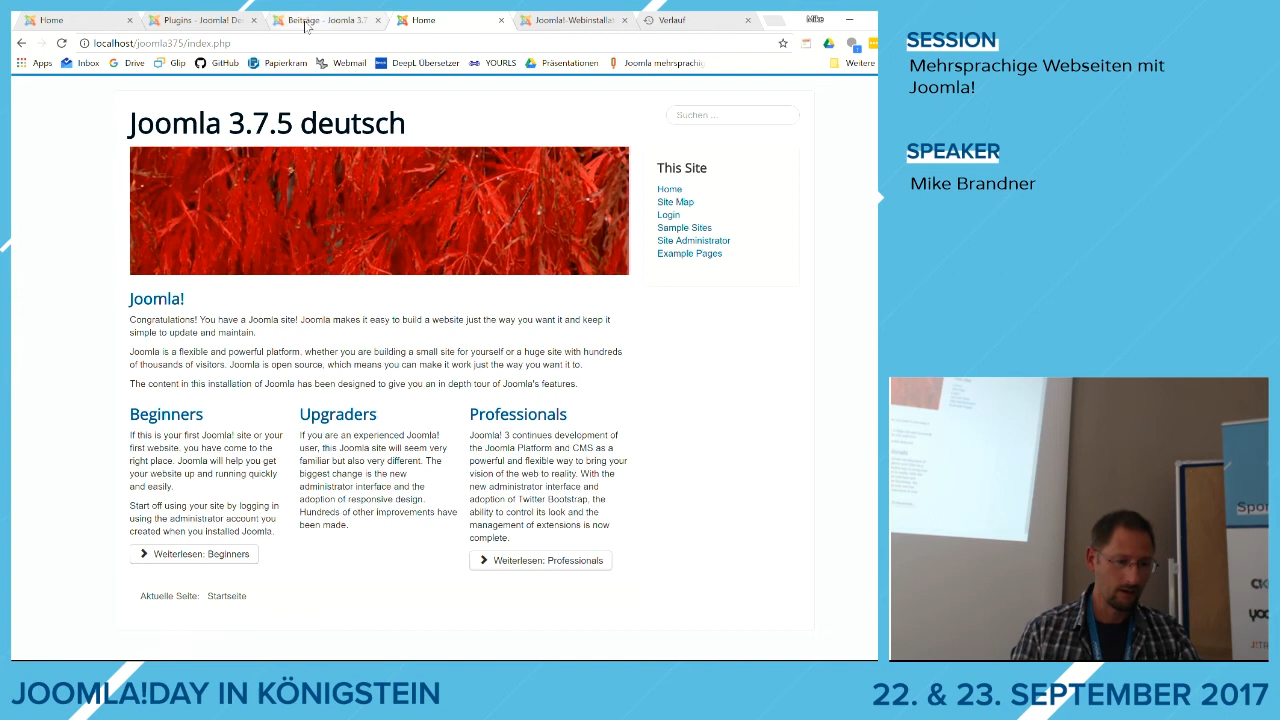 Home
Plugins - Joomla! De
Beiträge - Joomla 3.7
Home
Joomla!-Webinstallat
Verlauf
Mike
localhost/joomla375/index.php
Apps
Inbox
Drive
Glip
GitHub
Papierkram
Webmail
DeepL Übersetzer
YOURLS
Präsentationen
Joomla mehrsprachig
Weitere
Joomla 3.7.5 deutsch
Suchen ...
This Site
Home
Site Map
Login
Sample Sites
Site Administrator
Example Pages
Joomla!
Congratulations! You have a Joomla site! Joomla makes it easy to build a website just the way you want it and keep it
simple to update and maintain.
Joomla is a flexible and powerful platform, whether you are building a small site for yourself or a huge site with hundreds
of thousands of visitors. Joomla is open source, which means you can make it work just the way you want it to.
The content in this installation of Joomla has been designed to give you an in depth tour of Joomla's features.
Beginners
If this is your first Joomla! site or your
first website, you have come to the
right place. Joomla will help you get
your website up and running quickly
and easily.
Start off using your site by logging in
using the administrator account you
created when you installed Joomla.
Weiterlesen: Beginners
Upgraders
If you are an experienced Joomla!
user, this Joomla site will seem very
familiar but also very different. The
biggest change is the new
administrator interface and the
adoption of responsive design.
Hundreds of other improvements have
been made.
Professionals
Joomla! 3 continues development of
the Joomla Platform and CMS as a
powerful and flexible way to bring your
vision of the web to reality. With the
new administrator interface and
adoption of Twitter Bootstrap, the
ability to control its look and the
management of extensions is now
complete.
Weiterlesen: Professionals
Aktuelle Seite: Startseite
SESSION
Mehrsprachige Webseiten mit
Joomla!
SPEAKER
Mike Brandner
Spor
yoo
J!TR
JOOMLA!DAY IN KÖNIGSTEIN
22. & 23. SEPTEMBER 2017